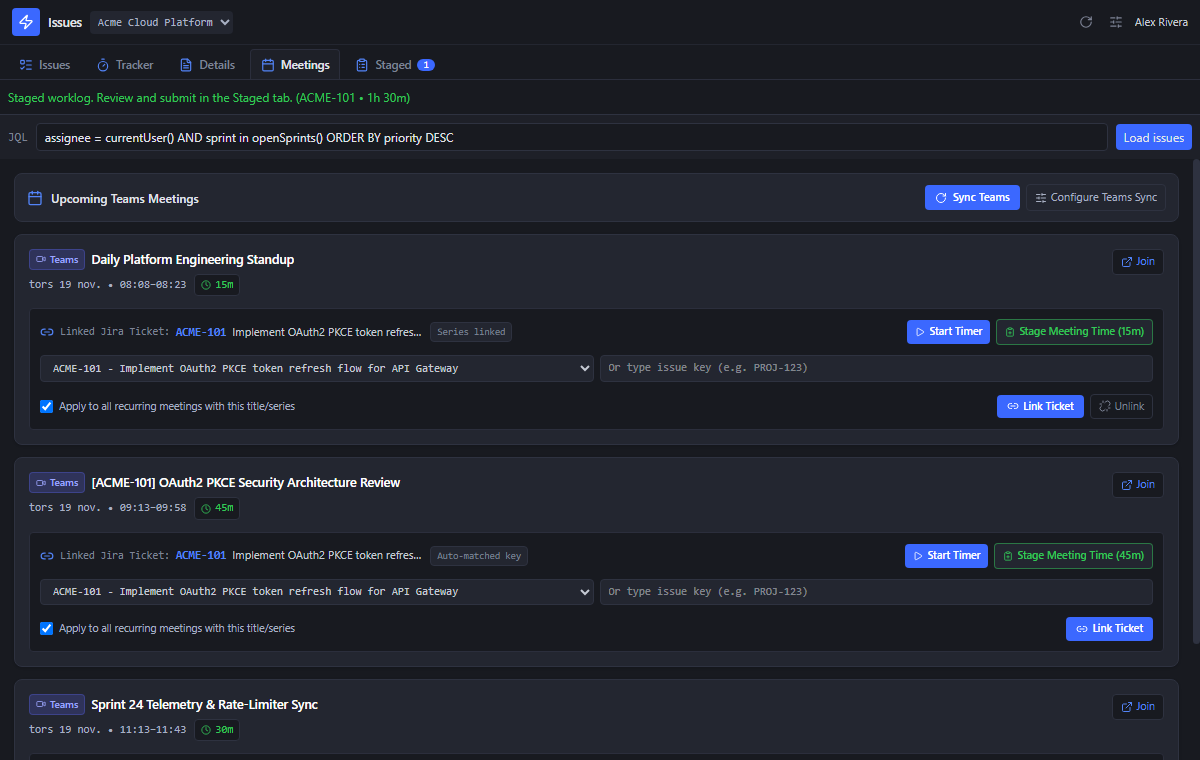 Issues Acme Cloud Platform Alex Rivera
Issues Tracker Details Meetings Staged 1
Staged worklog. Review and submit in the Staged tab. (ACME-101 • 1h 30m)
JQL assignee = currentUser() AND sprint in openSprints() ORDER BY priority DESC Load issues
Upcoming Teams Meetings Sync Teams Configure Teams Sync
Teams Daily Platform Engineering Standup Join
tors 19 nov. • 08:08–08:23 15m
Linked Jira Ticket: ACME-101 Implement OAuth2 PKCE token refres... Series linked Start Timer Stage Meeting Time (15m)
ACME-101 - Implement OAuth2 PKCE token refresh flow for API Gateway Or type issue key (e.g. PROJ-123)
Apply to all recurring meetings with this title/series Link Ticket Unlink
Teams [ACME-101] OAuth2 PKCE Security Architecture Review Join
tors 19 nov. • 09:13–09:58 45m
Linked Jira Ticket: ACME-101 Implement OAuth2 PKCE token refres... Auto-matched key Start Timer Stage Meeting Time (45m)
ACME-101 - Implement OAuth2 PKCE token refresh flow for API Gateway Or type issue key (e.g. PROJ-123)
Apply to all recurring meetings with this title/series Link Ticket
Teams Sprint 24 Telemetry & Rate-Limiter Sync Join
tors 19 nov. • 11:13–11:43 30m